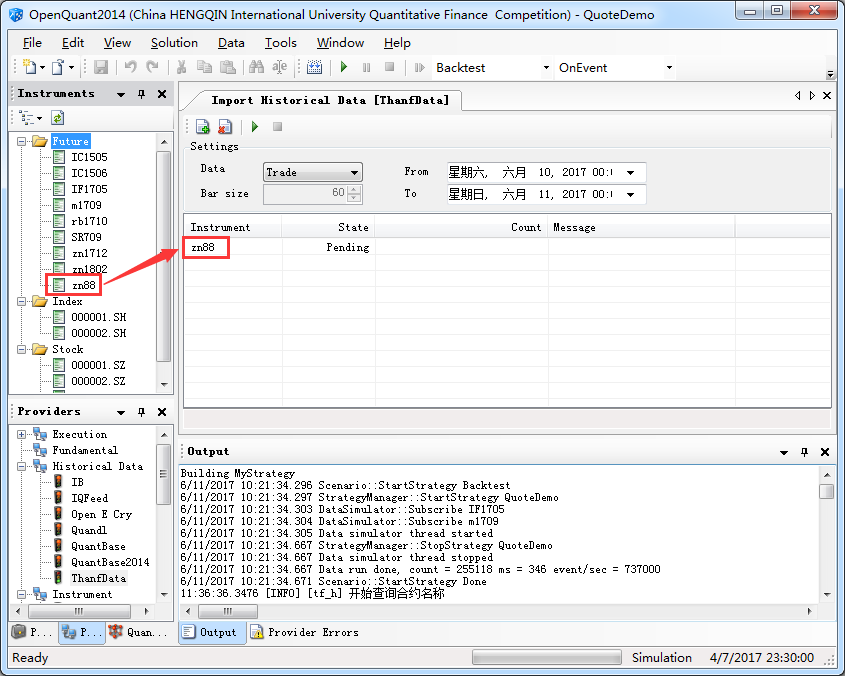 OpenQuant2014 (China HENGQIN International University Quantitative Finance Competition) - QuoteDemo
File Edit View Solution Data Tools Window Help
Backtest OnEvent
Instruments
Future
IC1505
IC1506
IF1705
m1709
rb1710
SR709
zn1712
zn1802
zn88
Index
000001.SH
000002.SH
Stock
000001.SZ
000002.SZ
Providers
Execution
Fundamental
Historical Data
IB
IQFeed
Open E Cry
Quandl
QuantBase
QuantBase2014
ThanfData
Instrument
P... P... Quan...
Import Historical Data [ThanfData]
Settings
Data Trade From 星期六, 六月 10, 2017 00:
Bar size 60 To 星期日, 六月 11, 2017 00:
Instrument State Count Message
zn88 Pending
Output
Building MyStrategy
6/11/2017 10:21:34.296 Scenario::StartStrategy Backtest
6/11/2017 10:21:34.297 StrategyManager::StartStrategy QuoteDemo
6/11/2017 10:21:34.303 DataSimulator::Subscribe IF1705
6/11/2017 10:21:34.304 DataSimulator::Subscribe m1709
6/11/2017 10:21:34.305 Data simulator thread started
6/11/2017 10:21:34.667 StrategyManager::StopStrategy QuoteDemo
6/11/2017 10:21:34.667 Data simulator thread stopped
6/11/2017 10:21:34.667 Data run done, count = 255118 ms = 346 event/sec = 737000
6/11/2017 10:21:34.671 Scenario::StartStrategy Done
11:36:36.3476 [INFO] [tf_h] 开始查询合约名称
Output Provider Errors
Ready Simulation 4/7/2017 23:30:00